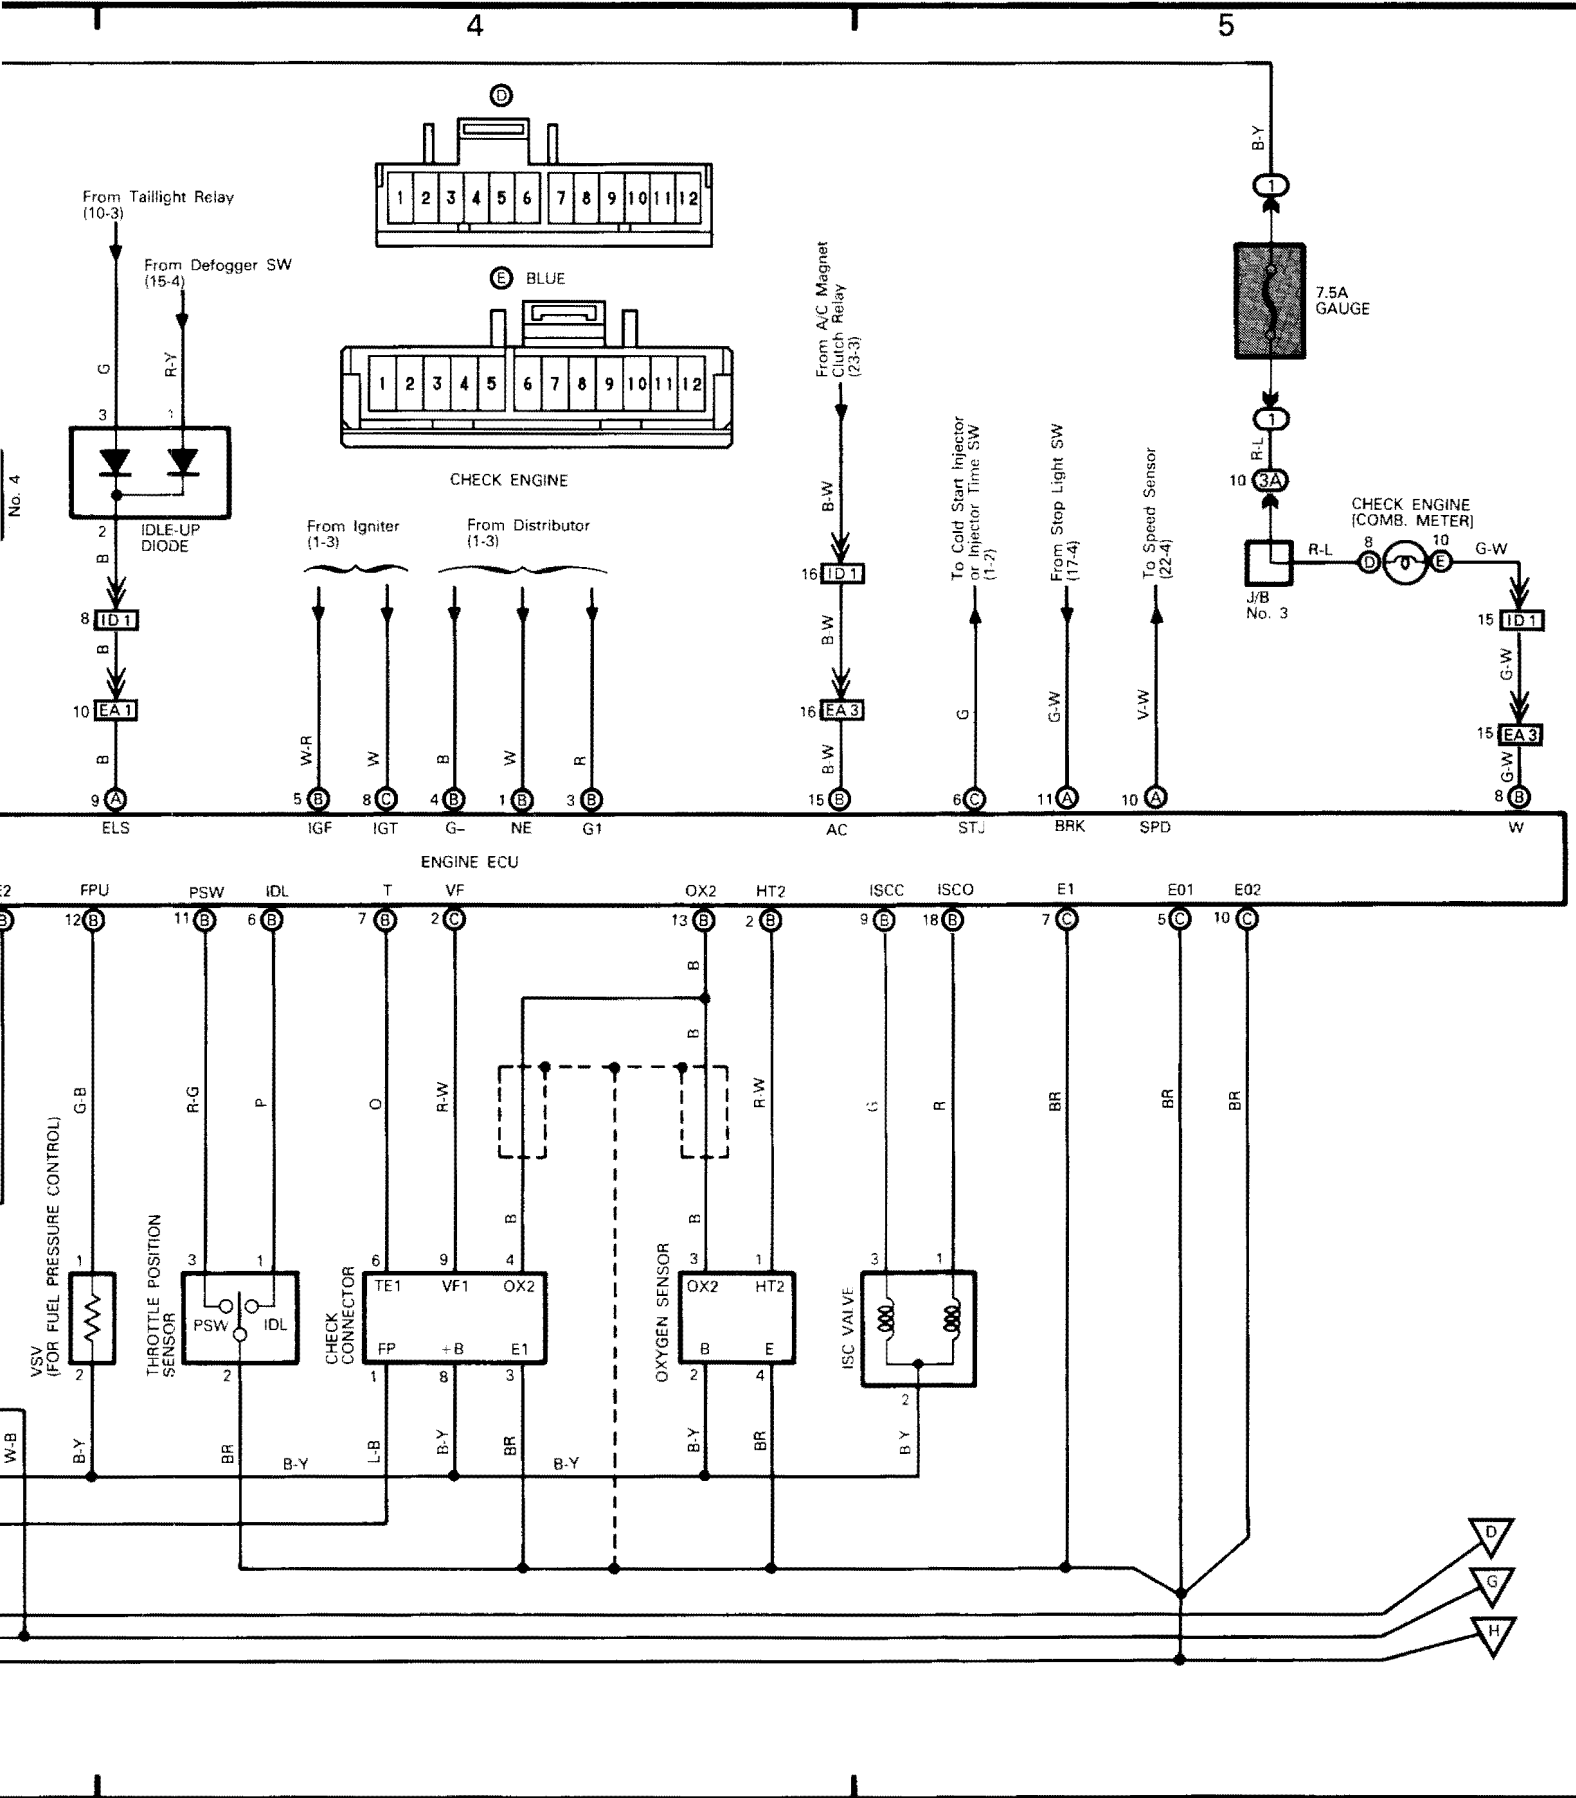 4
5
D
B-Y
1
1 2 3 4 5 6 7 8 9 10 11 12
From Taillight Relay
(10-3)
From Defogger SW
(15-4)
E BLUE
1 2 3 4 5 6 7 8 9 10 11 12
CHECK ENGINE
From A/C Magnet
Clutch Relay
(23-3)
7.5A
GAUGE
1
R-L
10 3A
G
R-Y
3
1
No. 4
2
IDLE-UP
DIODE
B
8 ID1
B
10 EA1
B
From Igniter
(1-3)
From Distributor
(1-3)
W-R
W
B
W
R
B-W
16 ID1
B-W
16 EA3
B-W
To Cold Start Injector
or Injector Time SW
(1-2)
G
From Stop Light SW
(17-4)
G-W
To Speed Sensor
(22-4)
V-W
CHECK ENGINE
[COMB. METER]
R-L
8 D
10 E
G-W
J/B
No. 3
15 ID1
G-W
15 EA3
G-W
9 A
5 B
8 C
4 B
1 B
3 B
15 B
6 C
11 A
10 A
8 B
ELS
IGF
IGT
G–
NE
G1
AC
STJ
BRK
SPD
W
ENGINE ECU
E2
FPU
PSW
IDL
T
VF
OX2
HT2
ISCC
ISCO
E1
E01
E02
B
12 B
11 B
6 B
7 B
2 C
13 B
2 B
9 B
18 B
7 C
5 C
10 C
B
B
G-B
R-G
P
O
R-W
R-W
G
R
BR
BR
BR
B
B
VSV
(FOR FUEL PRESSURE CONTROL)
1
2
THROTTLE POSITION
SENSOR
3
1
PSW
IDL
2
CHECK
CONNECTOR
6
9
4
TE1
VF1
OX2
FP
+B
E1
1
8
3
OXYGEN SENSOR
3
1
OX2
HT2
B
E
2
4
ISC VALVE
3
1
2
W-B
B-Y
BR
B-Y
L-B
B-Y
BR
B-Y
B-Y
BR
B Y
D
G
H